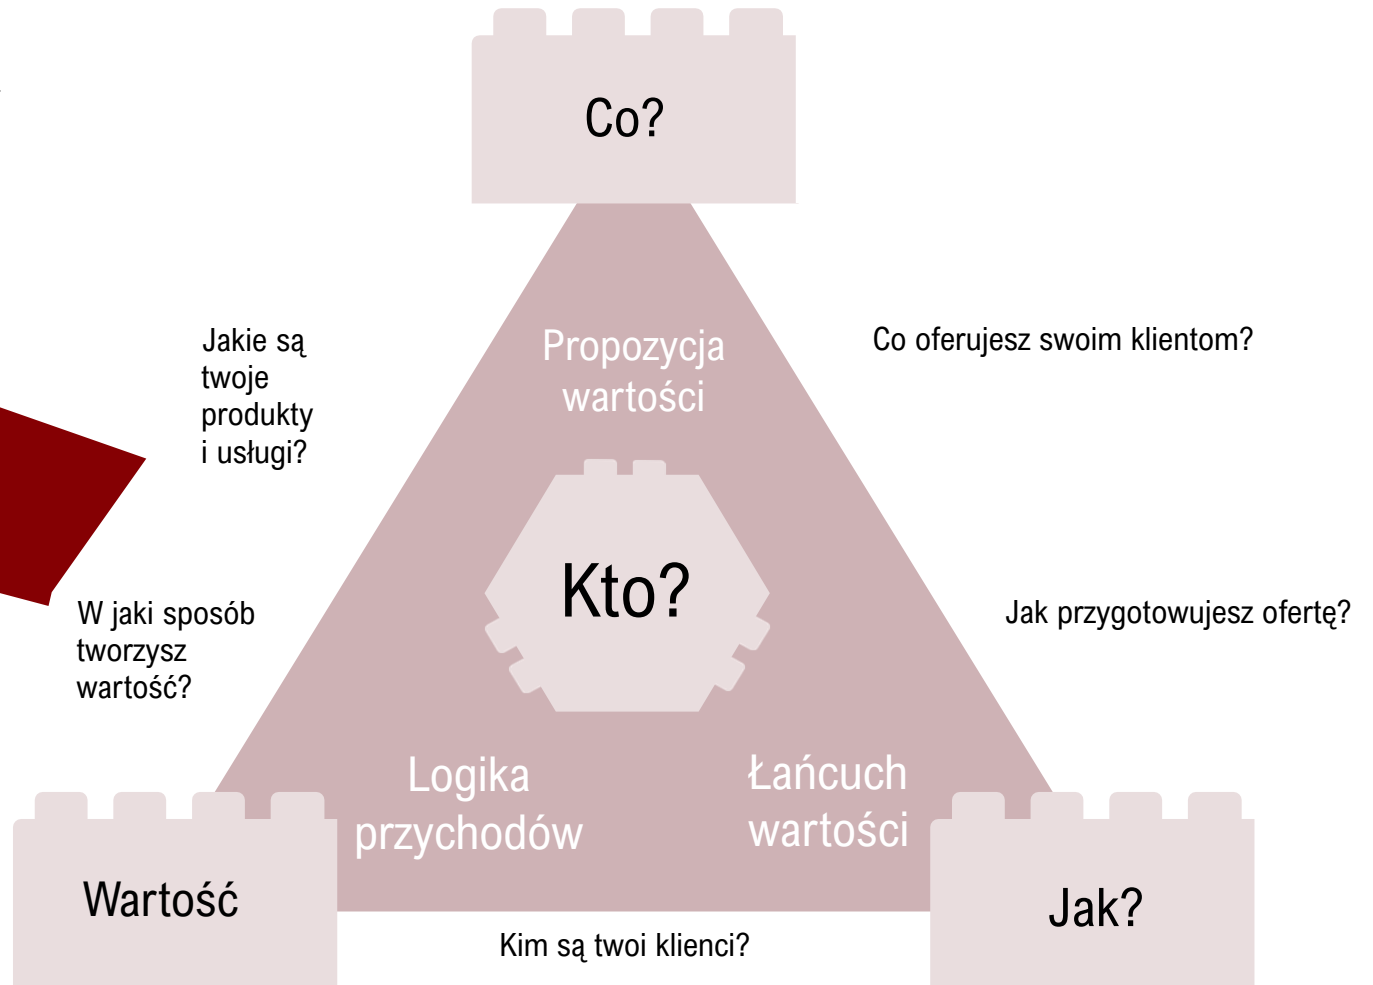 Co?
Jakie są
twoje
produkty
i usługi?
Propozycja
wartości
Co oferujesz swoim klientom?
Kto?
W jaki sposób
tworzysz
wartość?
Jak przygotowujesz ofertę?
Logika
przychodów
Łańcuch
wartości
Wartość
Jak?
Kim są twoi klienci?